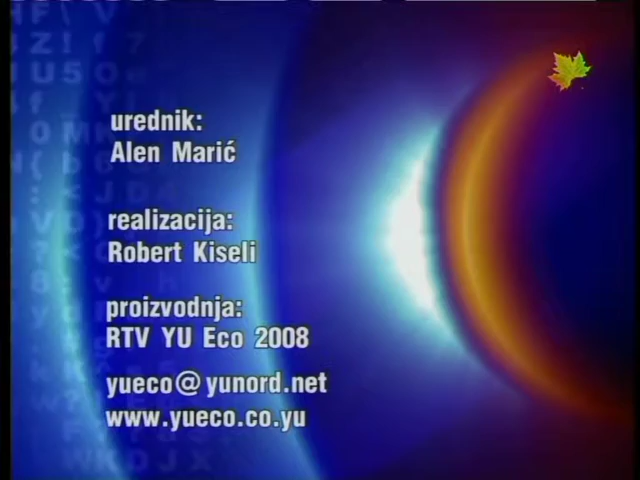 urednik:
Alen Marić
realizacija:
Robert Kiseli
proizvodnja:
RTV YU Eco 2008
yueco@yunord.net
www.yueco.co.yu